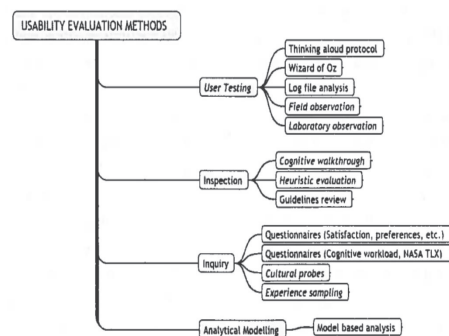 USABILITY EVALUATION METHODS
User Testing
Thinking aloud protocol
Wizard of Oz
Log file analysis
Field observation
Laboratory observation
Inspection
Cognitive walkthrough
Heuristic evaluation
Guidelines review
Inquiry
Questionnaires (Satisfaction, preferences, etc.)
Questionnaires (Cognitive workload, NASA TLX)
Cultural probes
Experience sampling
Analytical Modelling
Model based analysis